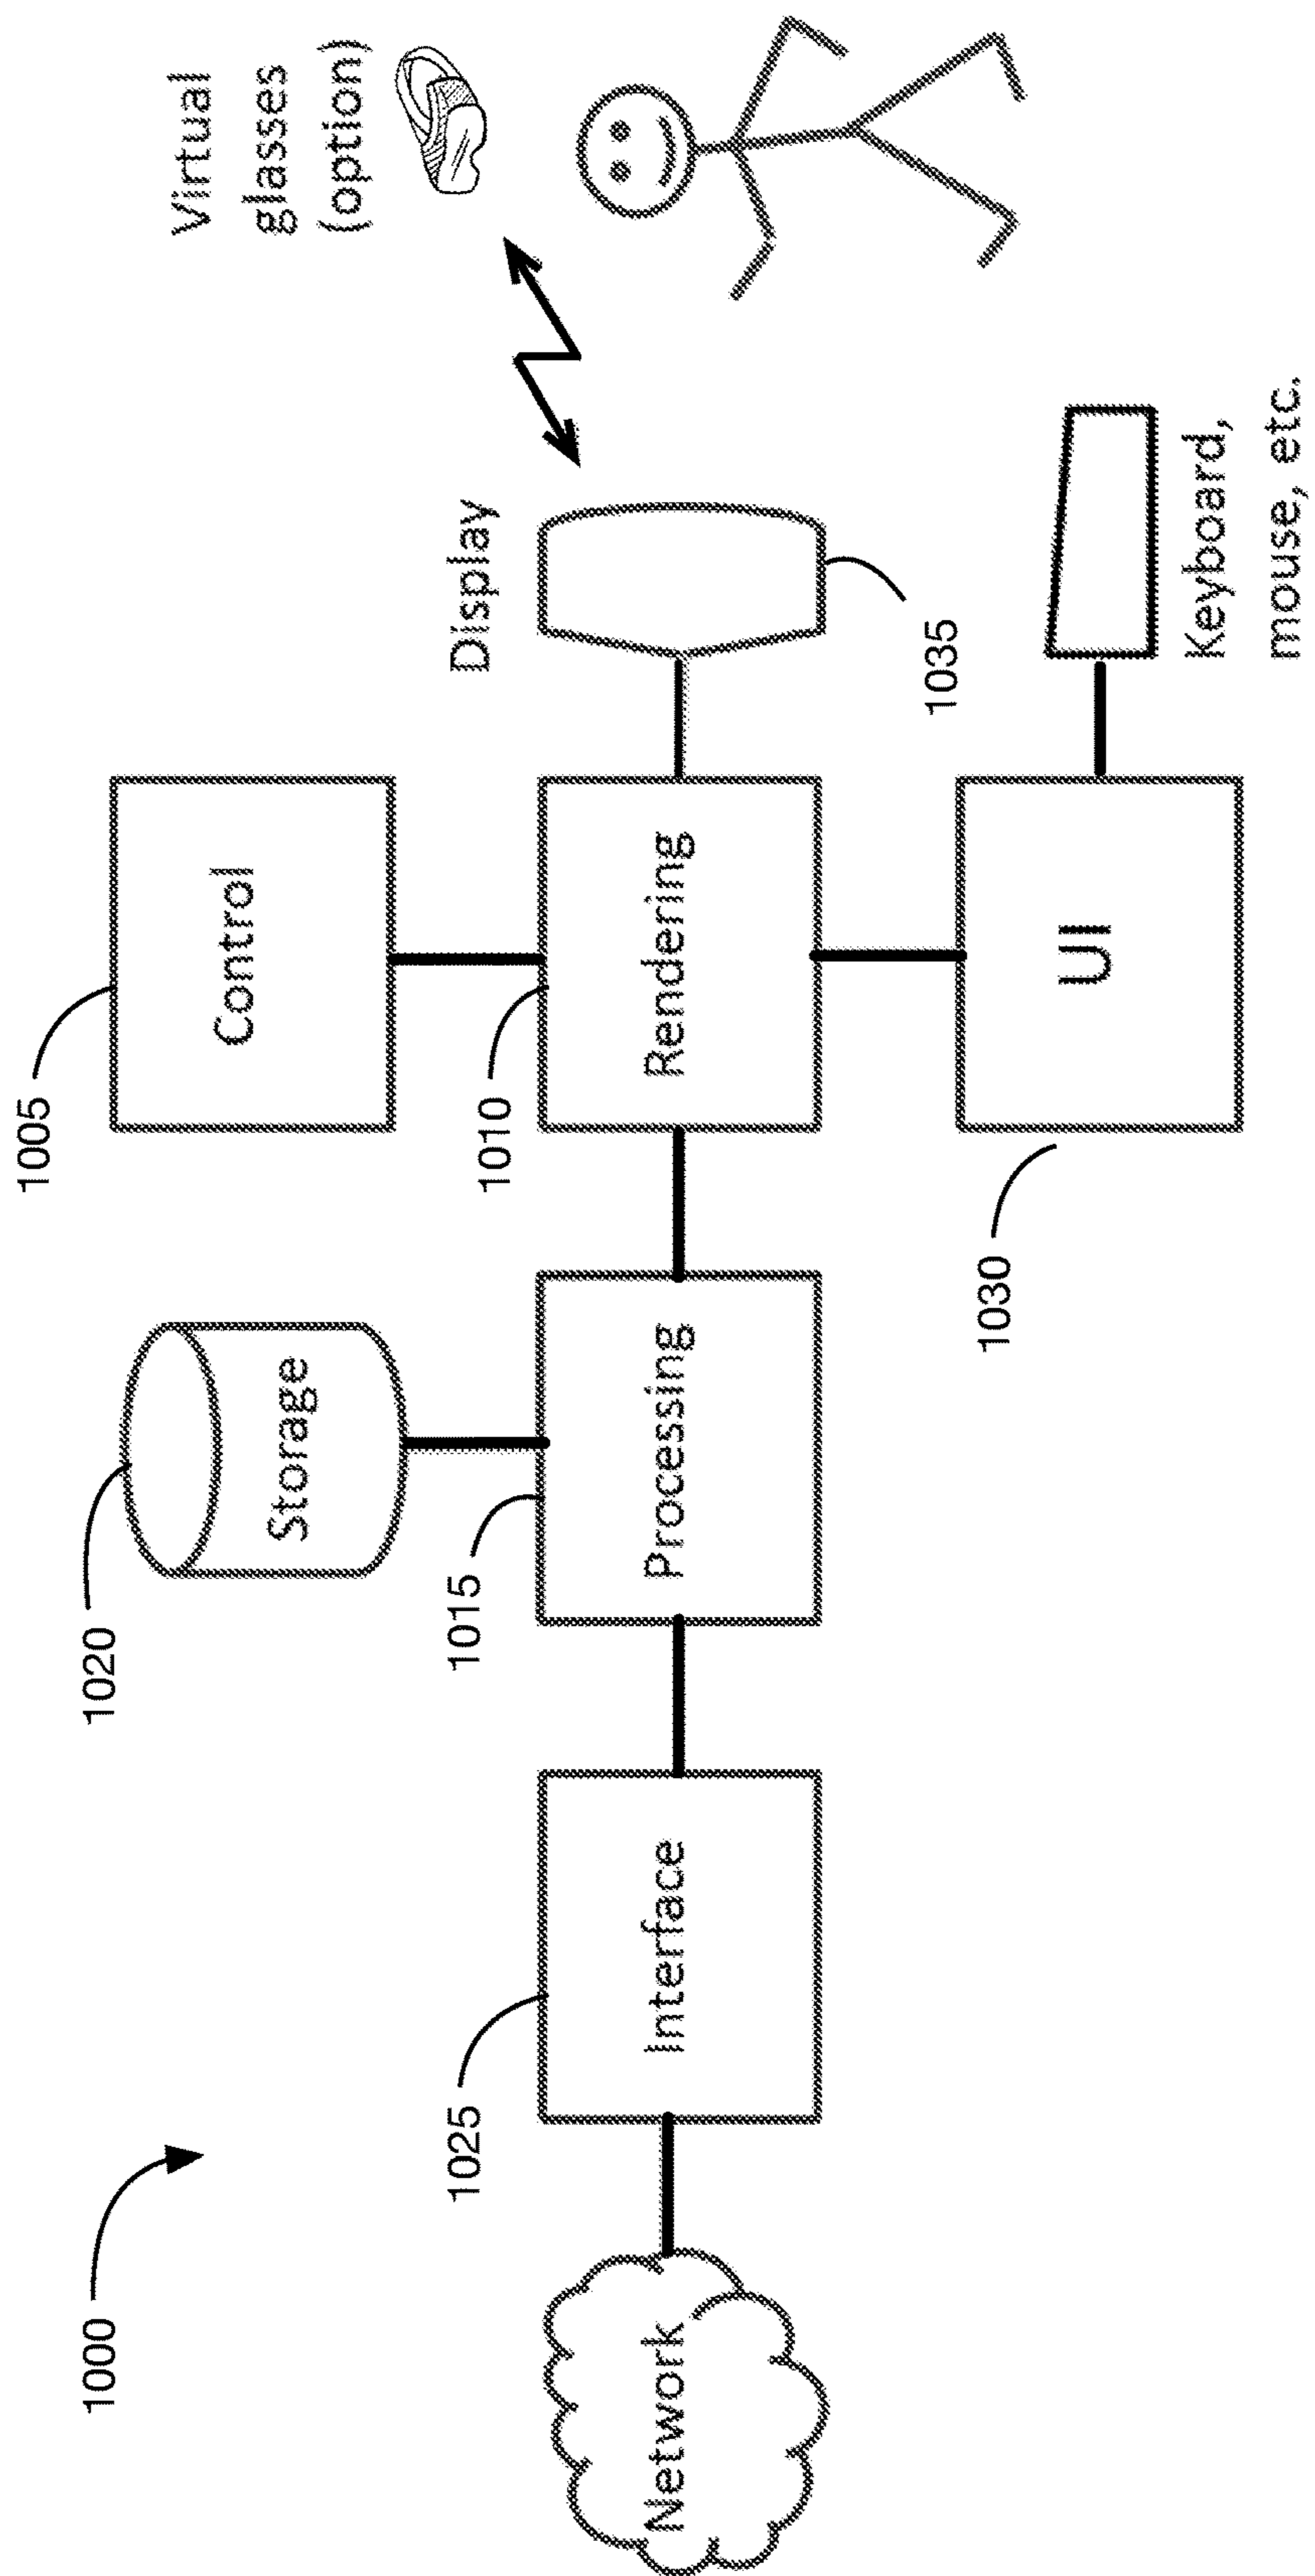 1000
Network
1025
Interface
1020
Storage
1015
Processing
1005
Control
1010
Rendering
1030
UI
Display
1035
Keyboard,
mouse, etc.
Virtual
glasses
(option)